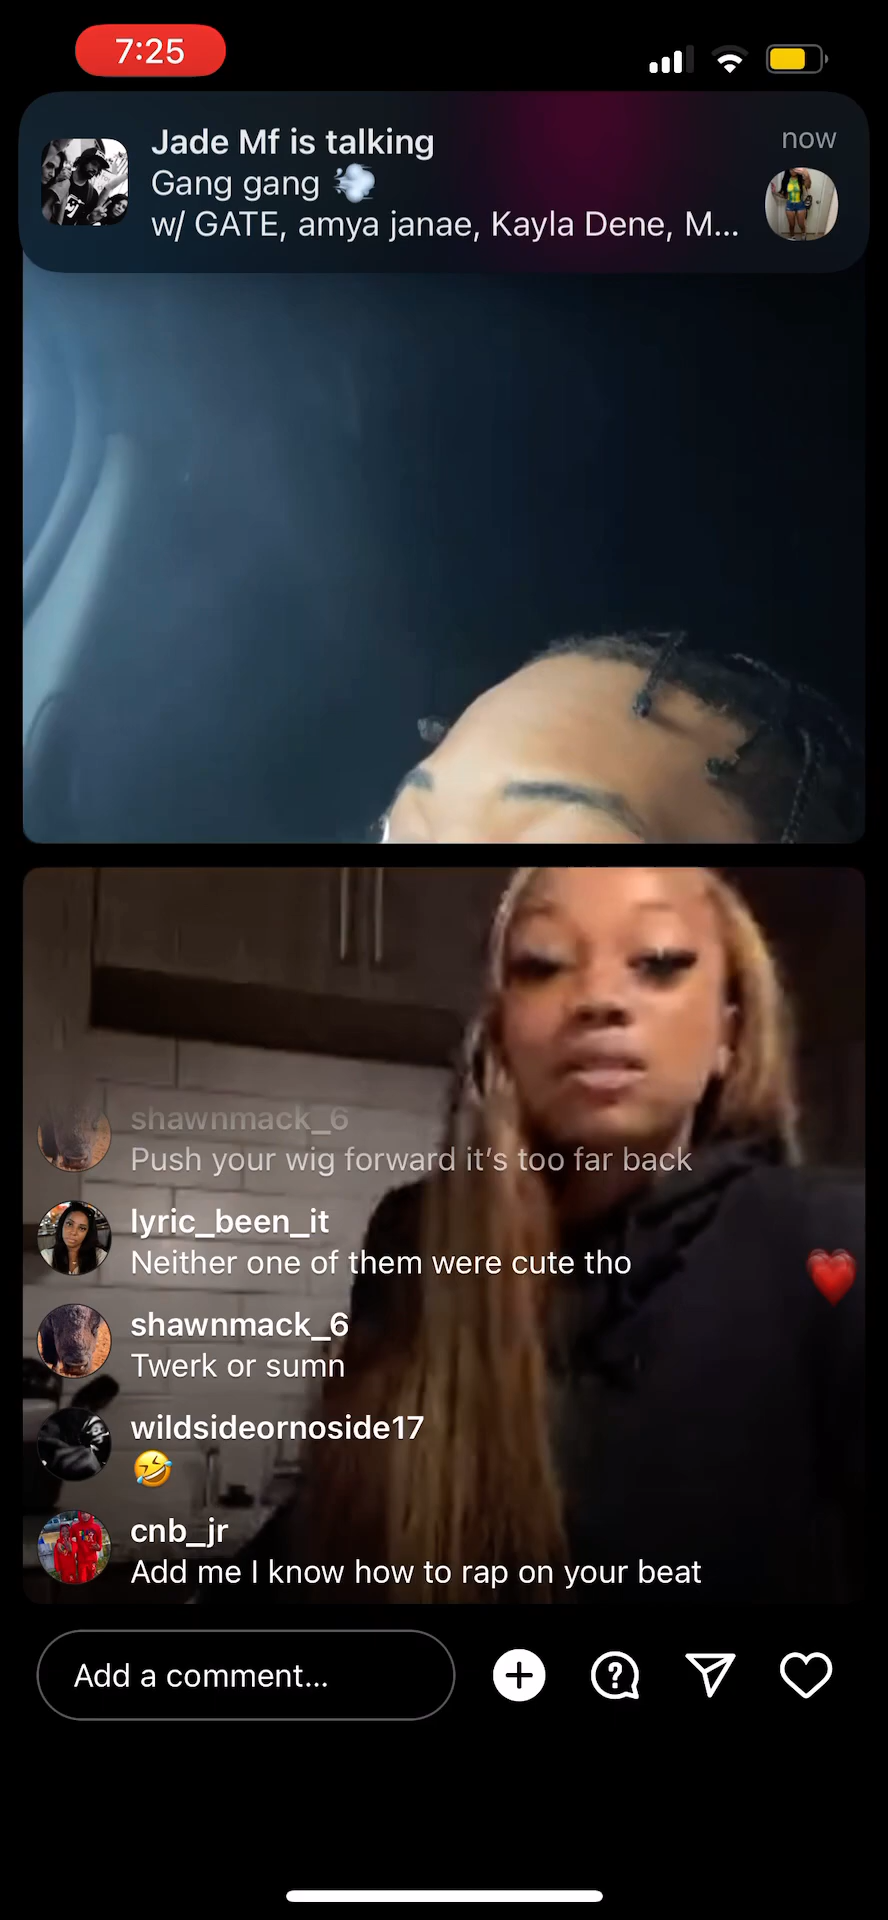 7:25
Jade Mf is talking
now
Gang gang 💨
w/ GATE, amya janae, Kayla Dene, M...
shawnmack_6
Push your wig forward it's too far back
lyric_been_it
Neither one of them were cute tho
shawnmack_6
Twerk or sumn
wildsideornoside17
🤣
cnb_jr
Add me I know how to rap on your beat
Add a comment...